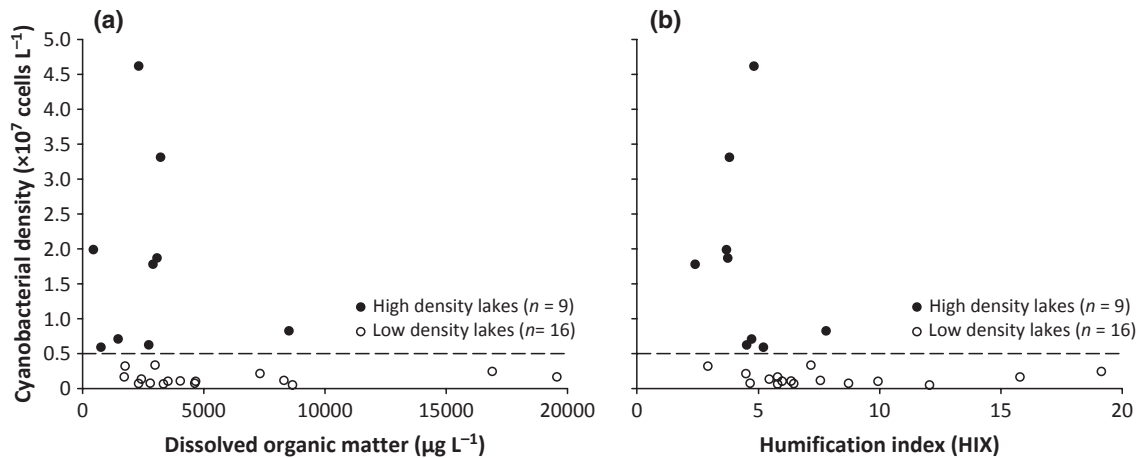 (a)
(b)
Cyanobacterial density (×10⁷ ccells L⁻¹)
5.0
4.5
4.0
3.5
3.0
2.5
2.0
1.5
1.0
0.5
0
High density lakes (n = 9)
Low density lakes (n= 16)
0
5000
10000
15000
20000
Dissolved organic matter (µg L⁻¹)
High density lakes (n = 9)
Low density lakes (n = 16)
0
5
10
15
20
Humification index (HIX)